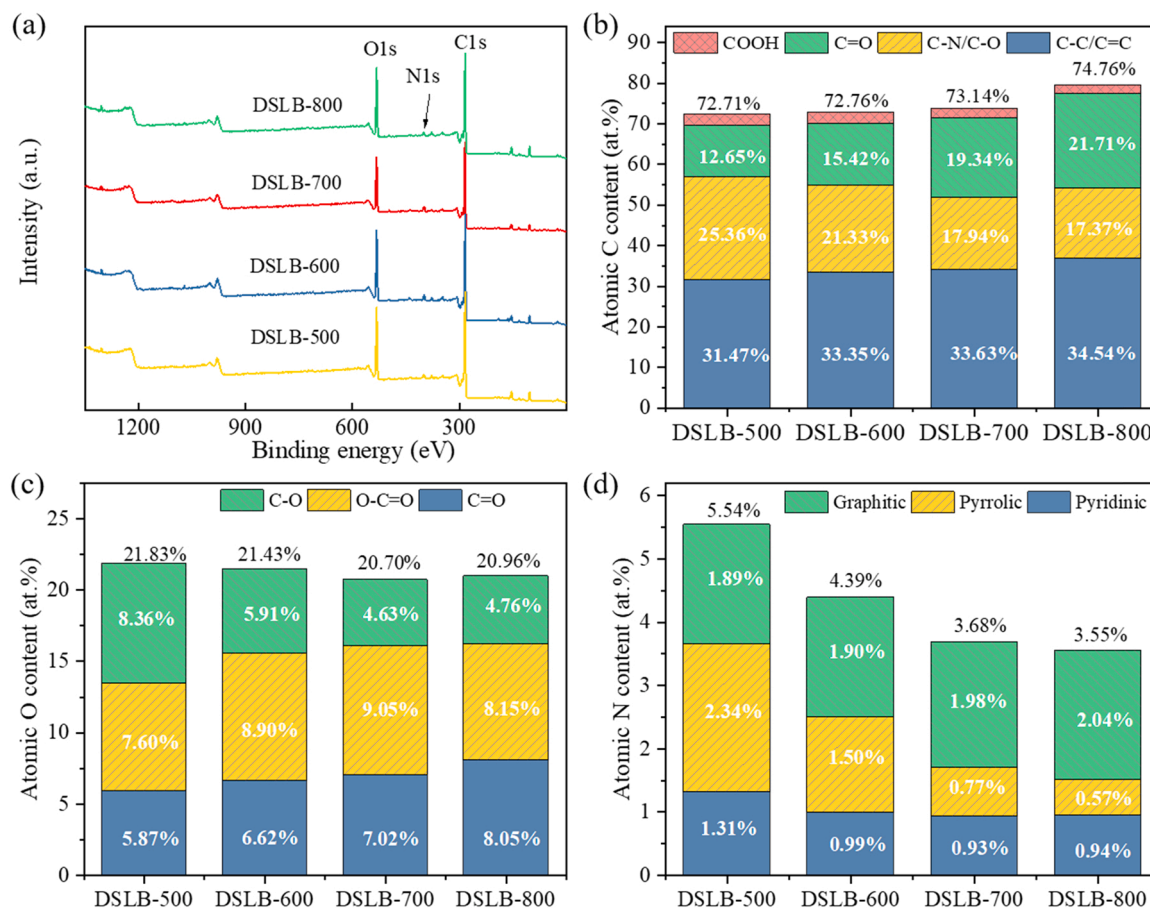 (a)
Intensity (a.u.)
O1s
C1s
N1s
DSLB-800
DSLB-700
DSLB-600
DSLB-500
1200 900 600 300
Binding energy (eV)
(b)
COOH C=O C-N/C-O C-C/C=C
Atomic C content (at.%)
90
80
70
60
50
40
30
20
10
0
72.71% 72.76% 73.14% 74.76%
12.65% 15.42% 19.34% 21.71%
25.36% 21.33% 17.94% 17.37%
31.47% 33.35% 33.63% 34.54%
DSLB-500 DSLB-600 DSLB-700 DSLB-800
(c)
C-O O-C=O C=O
Atomic O content (at.%)
25
20
15
10
5
0
21.83% 21.43% 20.70% 20.96%
8.36% 5.91% 4.63% 4.76%
7.60% 8.90% 9.05% 8.15%
5.87% 6.62% 7.02% 8.05%
DSLB-500 DSLB-600 DSLB-700 DSLB-800
(d)
Graphitic Pyrrolic Pyridinic
Atomic N content (at.%)
6
5
4
3
2
1
0
5.54% 4.39% 3.68% 3.55%
1.89% 1.90% 1.98% 2.04%
2.34% 1.50% 0.77% 0.57%
1.31% 0.99% 0.93% 0.94%
DSLB-500 DSLB-600 DSLB-700 DSLB-800